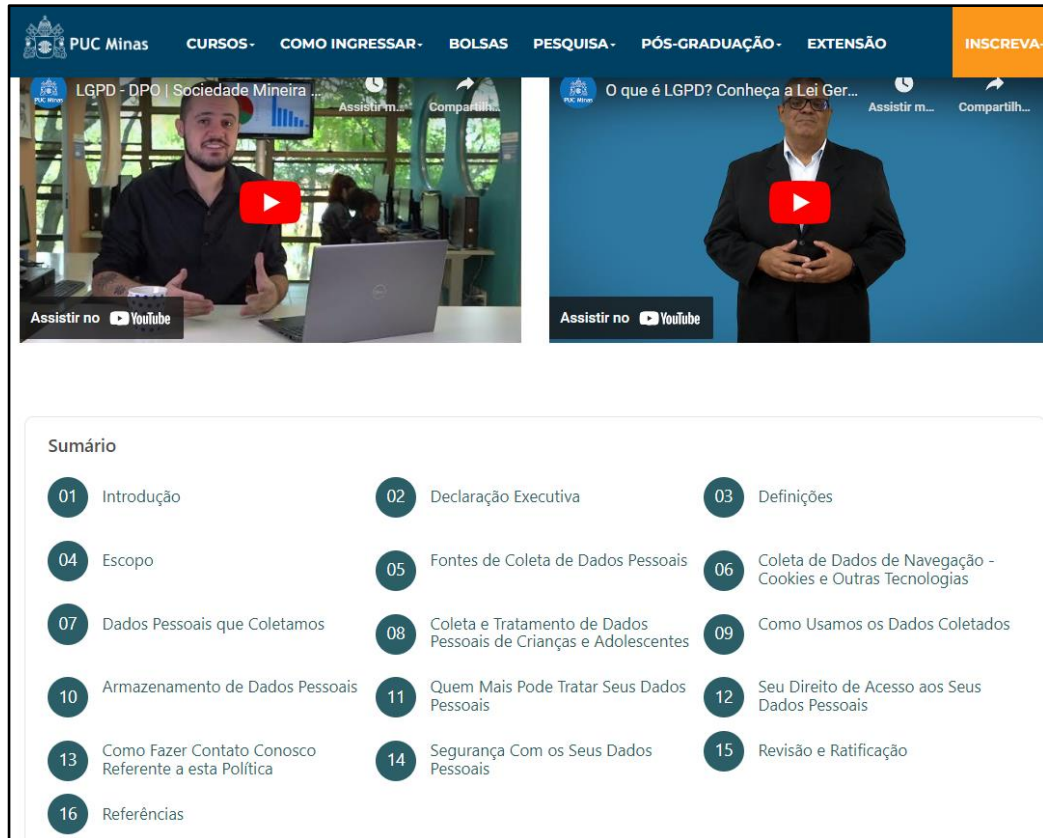 PUC Minas CURSOS COMO INGRESSAR BOLSAS PESQUISA PÓS-GRADUAÇÃO EXTENSÃO INSCREVA-
LGPD - DPO | Sociedade Mineira ...
Assistir m...
Compartilh...
Assistir no YouTube
O que é LGPD? Conheça a Lei Ger...
Assistir m...
Compartilh...
Assistir no YouTube
Sumário
01 Introdução
02 Declaração Executiva
03 Definições
04 Escopo
05 Fontes de Coleta de Dados Pessoais
06 Coleta de Dados de Navegação -
Cookies e Outras Tecnologias
07 Dados Pessoais que Coletamos
08 Coleta e Tratamento de Dados
Pessoais de Crianças e Adolescentes
09 Como Usamos os Dados Coletados
10 Armazenamento de Dados Pessoais
11 Quem Mais Pode Tratar Seus Dados
Pessoais
12 Seu Direito de Acesso aos Seus
Dados Pessoais
13 Como Fazer Contato Conosco
Referente a esta Política
14 Segurança Com os Seus Dados
Pessoais
15 Revisão e Ratificação
16 Referências